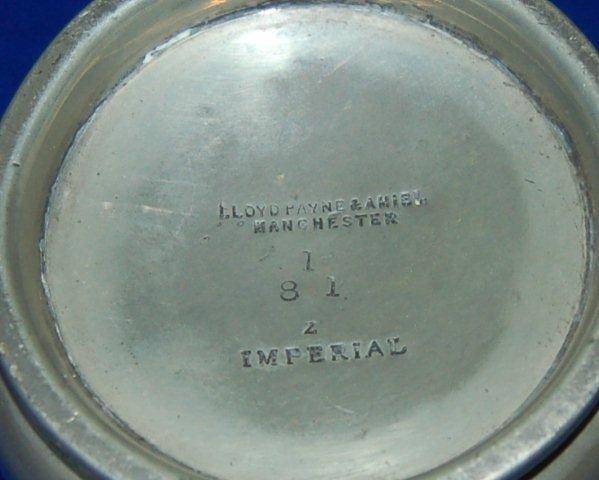 LLOYD PAYNE & AMIEL
MANCHESTER
1
8 1
2
IMPERIAL